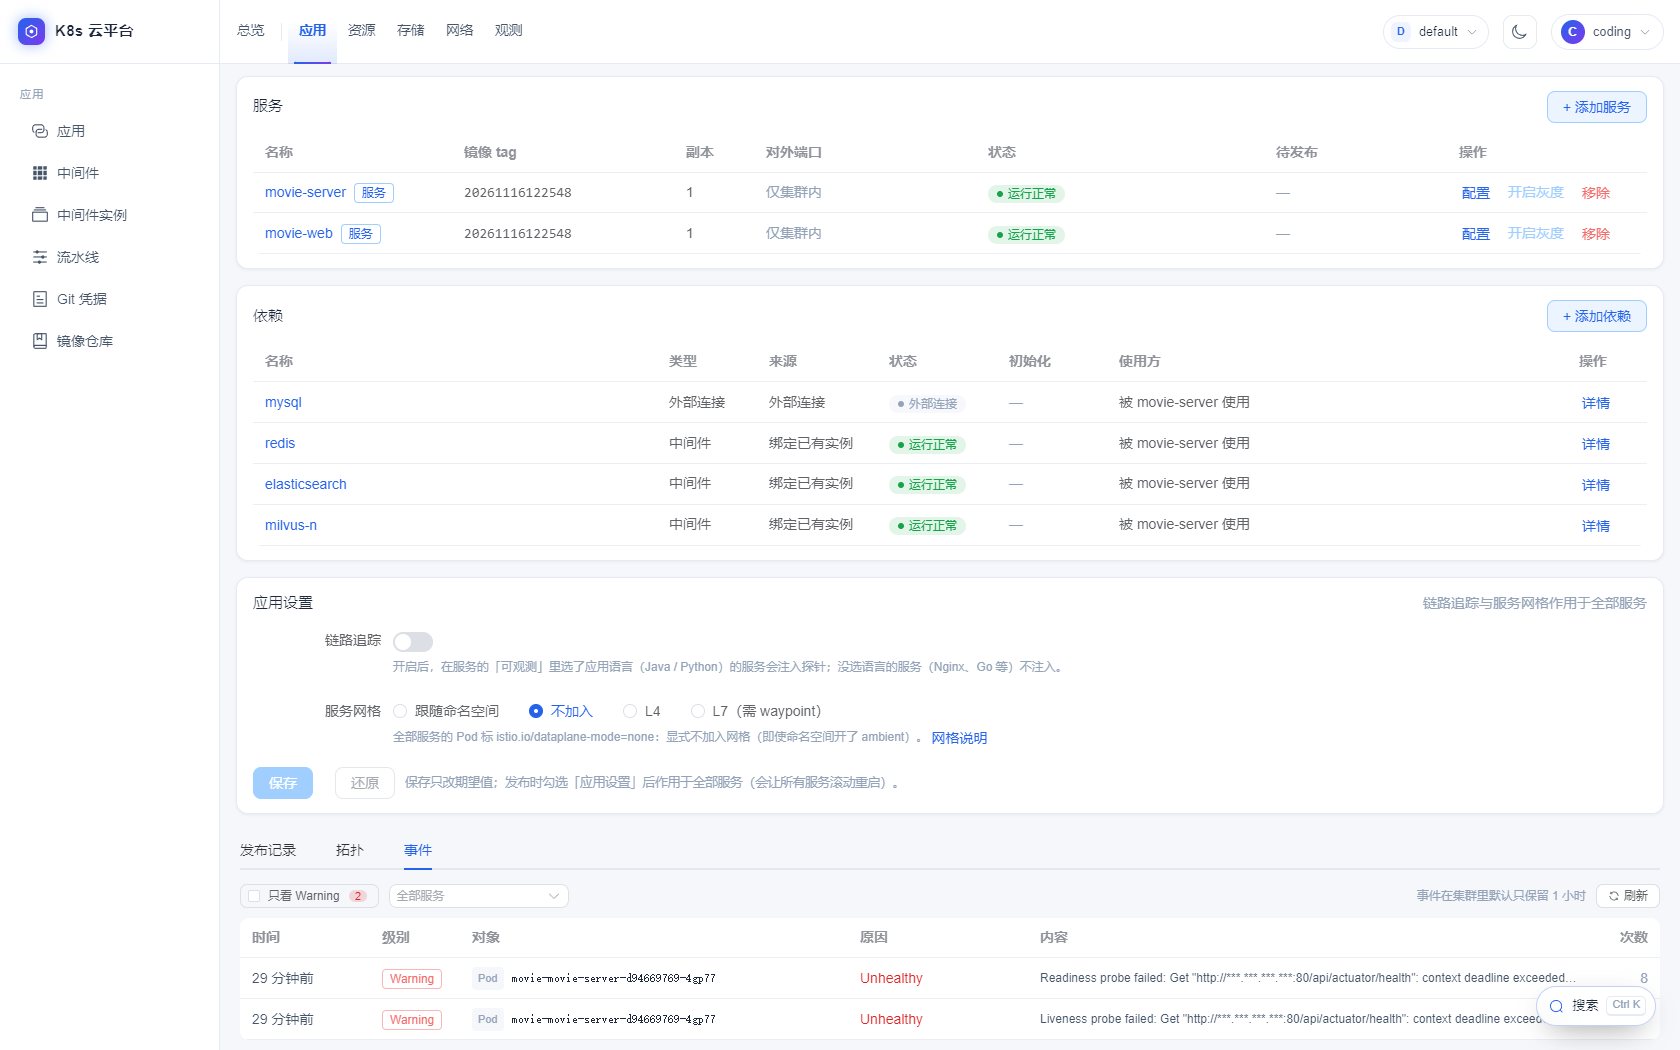 K8s 云平台
总览 应用 资源 存储 网络 观测
D default
C coding
应用
应用
中间件
中间件实例
流水线
Git 凭据
镜像仓库
服务
+ 添加服务
名称 镜像 tag 副本 对外端口 状态 待发布 操作
movie-server 服务 20261116122548 1 仅集群内 运行正常 — 配置 开启灰度 移除
movie-web 服务 20261116122548 1 仅集群内 运行正常 — 配置 开启灰度 移除
依赖
+ 添加依赖
名称 类型 来源 状态 初始化 使用方 操作
mysql 外部连接 外部连接 外部连接 — 被 movie-server 使用 详情
redis 中间件 绑定已有实例 运行正常 — 被 movie-server 使用 详情
elasticsearch 中间件 绑定已有实例 运行正常 — 被 movie-server 使用 详情
milvus-n 中间件 绑定已有实例 运行正常 — 被 movie-server 使用 详情
应用设置 链路追踪与服务网格作用于全部服务
链路追踪
开启后，在服务的「可观测」里选了应用语言（Java / Python）的服务会注入探针；没选语言的服务（Nginx、Go 等）不注入。
服务网格 跟随命名空间 不加入 L4 L7（需 waypoint）
全部服务的 Pod 标 istio.io/dataplane-mode=none：显式不加入网格（即使命名空间开了 ambient）。 网格说明
保存 还原 保存只改期望值；发布时勾选「应用设置」后作用于全部服务（会让所有服务滚动重启）。
发布记录 拓扑 事件
只看 Warning 2 全部服务 事件在集群里默认只保留 1 小时 刷新
时间 级别 对象 原因 内容 次数
29 分钟前 Warning Pod movie-movie-server-d94669769-4gp77 Unhealthy Readiness probe failed: Get "http://***.***.***.***:80/api/actuator/health": context deadline exceeded… 8
29 分钟前 Warning Pod movie-movie-server-d94669769-4gp77 Unhealthy Liveness probe failed: Get "http://***.***.***.***:80/api/actuator/health": context deadline
搜索 Ctrl K